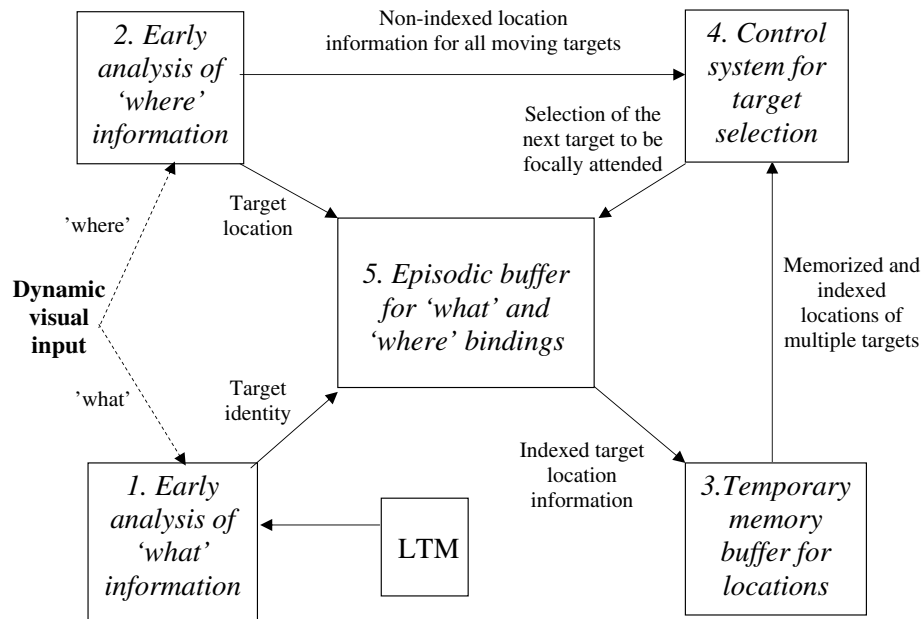 2. Early
analysis of
‘where’
information
Non-indexed location
information for all moving targets
4. Control
system for
target
selection
Selection of the
next target to be
focally attended
Target
location
'where'
Dynamic
visual
input
'what'
5. Episodic buffer
for ‘what’ and
‘where’ bindings
Memorized and
indexed
locations of
multiple targets
Target
identity
Indexed target
location
information
1. Early
analysis of
‘what’
information
LTM
3.Temporary
memory
buffer for
locations